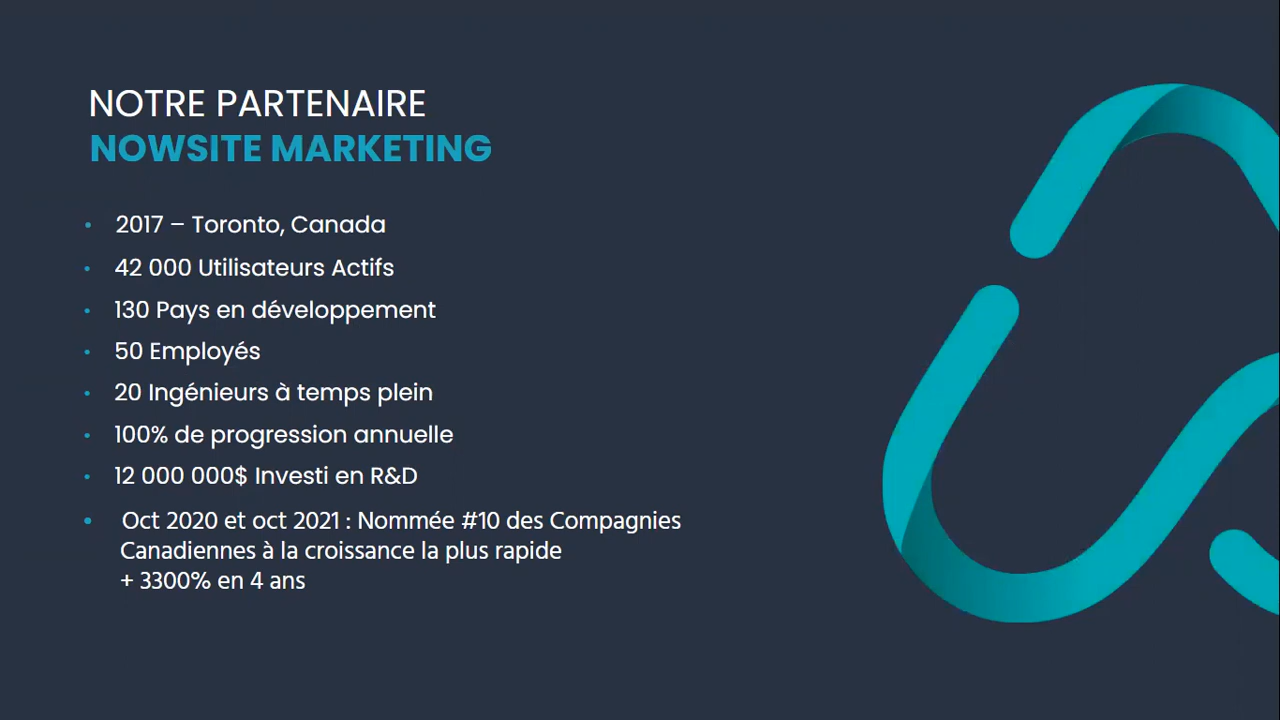 NOTRE PARTENAIRE
NOWSITE MARKETING
• 2017 – Toronto, Canada
• 42 000 Utilisateurs Actifs
• 130 Pays en développement
• 50 Employés
• 20 Ingénieurs à temps plein
• 100% de progression annuelle
• 12 000 000$ Investi en R&D
• Oct 2020 et oct 2021 : Nommée #10 des Compagnies
Canadiennes à la croissance la plus rapide
+ 3300% en 4 ans